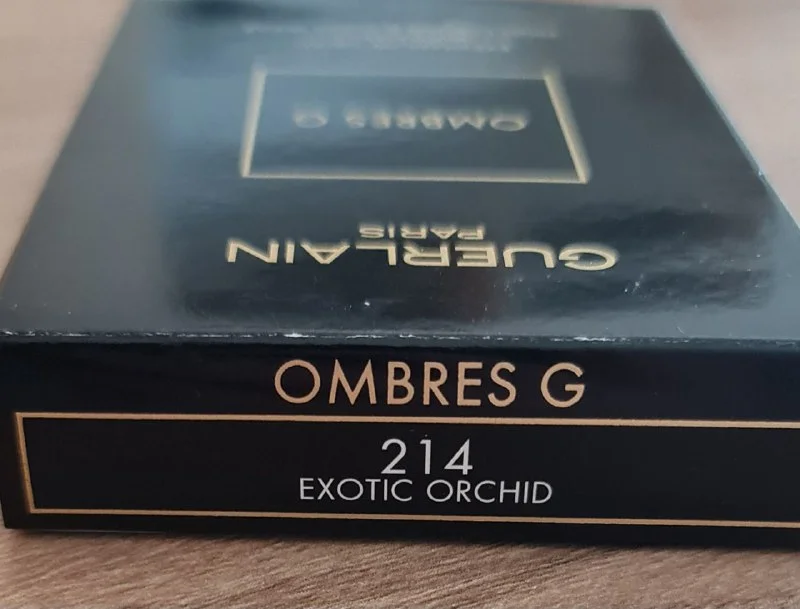 OMBRES G
GUERLAIN
PARIS
OMBRES G
214
EXOTIC ORCHID